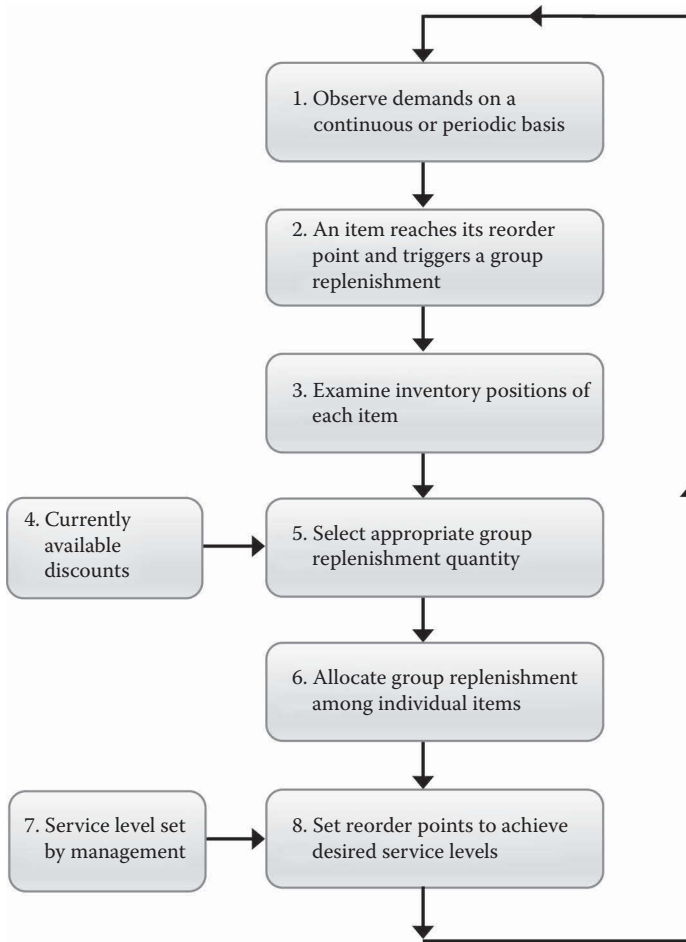 1. Observe demands on a
continuous or periodic basis
2. An item reaches its reorder
point and triggers a group
replenishment
3. Examine inventory positions of
each item
4. Currently
available
discounts
5. Select appropriate group
replenishment quantity
6. Allocate group replenishment
among individual items
7. Service level set
by management
8. Set reorder points to achieve
desired service levels